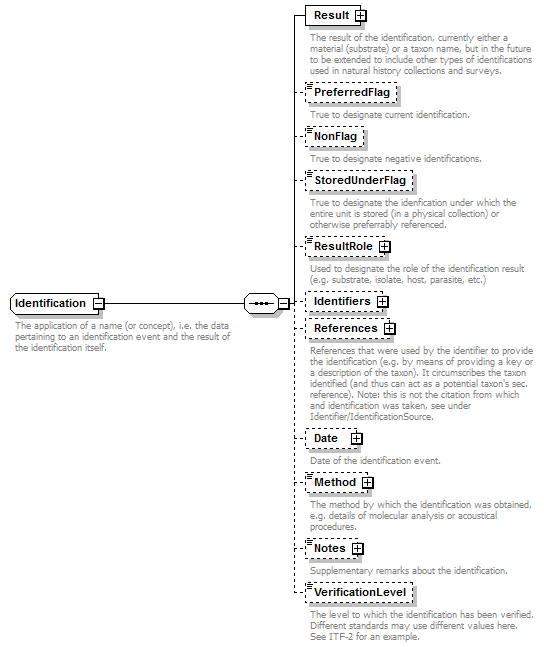 Result
The result of the identification, currently either a
material (substrate) or a taxon name, but in the future
to be extended to include other types of identifications
used in natural history collections and surveys.
PreferredFlag
True to designate current identification.
NonFlag
True to designate negative identifications.
StoredUnderFlag
True to designate the idenfication under which the
entire unit is stored (in a physical collection) or
otherwise preferrably referenced.
ResultRole
Used to designate the role of the identification result
(e.g. substrate, isolate, host, parasite, etc.)
Identification
The application of a name (or concept), i.e. the data
pertaining to an identification event and the result of
the identification itself.
Identifiers
References
References that were used by the identifier to provide
the identification (e.g. by means of providing a key or
a description of the taxon). It circumscribes the taxon
identified (and thus can act as a potential taxon's sec.
reference). Note: this is not the citation from which
and identification was taken, see under
Identifier/IdentificationSource.
Date
Date of the identification event.
Method
The method by which the identification was obtained,
e.g. details of molecular analysis or acoustical
procedures.
Notes
Supplementary remarks about the identification.
VerificationLevel
The level to which the identification has been verified.
Different standards may use different values here.
See ITF-2 for an example.